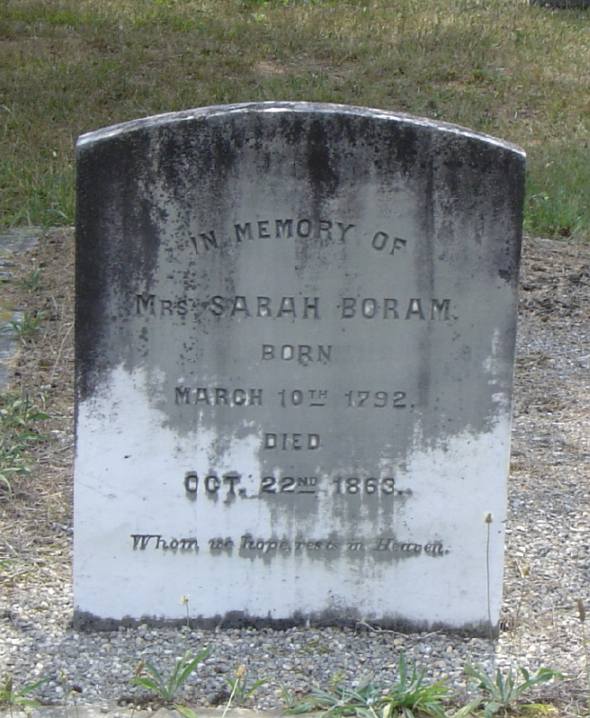 IN MEMORY OF
MRS SARAH BORAM.
BORN
MARCH 10TH 1792.
DIED
OCT. 22ND 1863.
Whom we hope rests in Heaven.